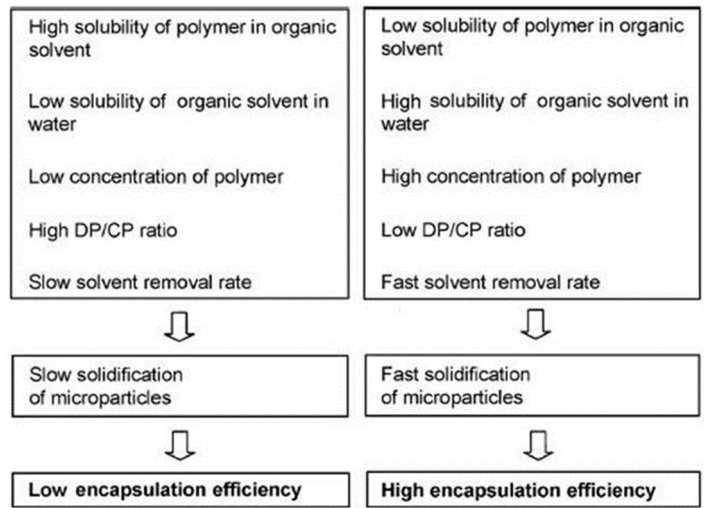 High solubility of polymer in organic
solvent
Low solubility of organic solvent in
water
Low concentration of polymer
High DP/CP ratio
Slow solvent removal rate
Slow solidification
of microparticles
Low encapsulation efficiency
Low solubility of polymer in organic
solvent
High solubility of organic solvent in
water
High concentration of polymer
Low DP/CP ratio
Fast solvent removal rate
Fast solidification
of microparticles
High encapsulation efficiency